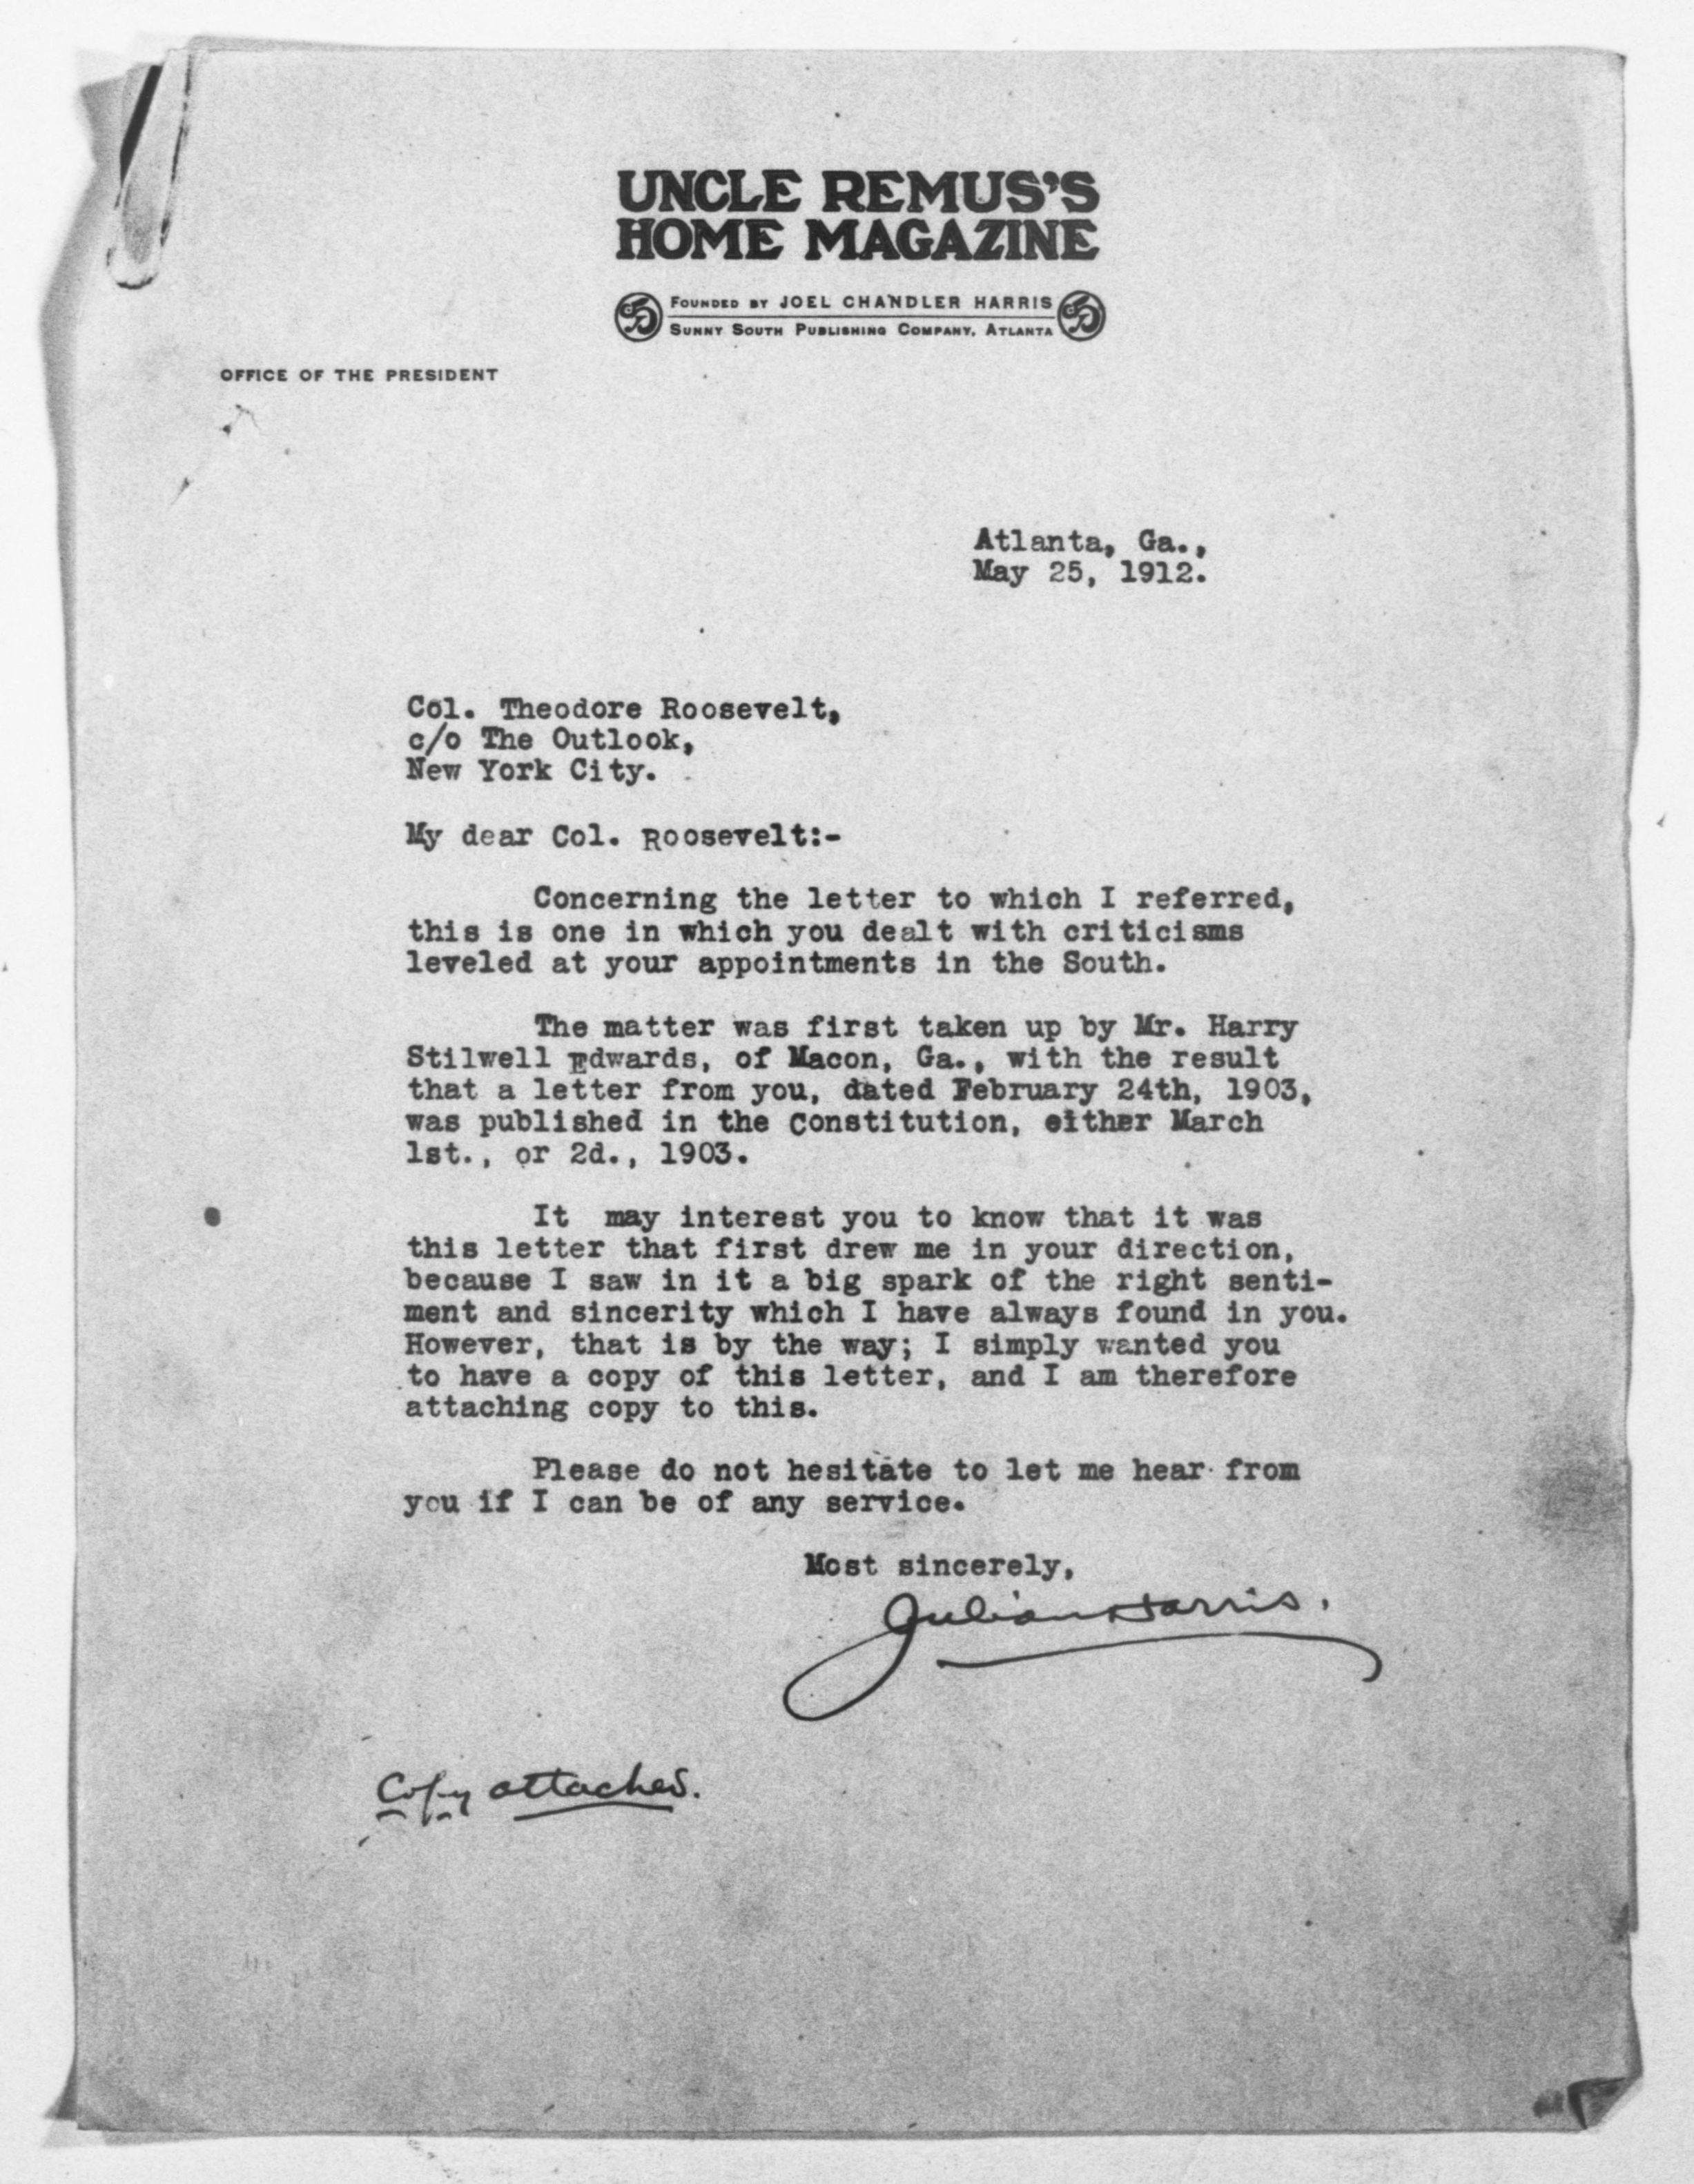 UNCLE REMUS'S
HOME MAGAZINE
FOUNDED BY JOEL CHANDLER HARRIS
SUNNY SOUTH PUBLISHING COMPANY, ATLANTA
OFFICE OF THE PRESIDENT
Atlanta, Ga.,
May 25, 1912.
Col. Theodore Roosevelt,
c/o The Outlook,
New York City.
My dear Col. Roosevelt:-
Concerning the letter to which I referred,
this is one in which you dealt with criticisms
leveled at your appointments in the South.
The matter was first taken up by Mr. Harry
Stilwell Edwards, of Macon, Ga., with the result
that a letter from you, dated February 24th, 1903,
was published in the Constitution, either March
1st., or 2d., 1903.
It may interest you to know that it was
this letter that first drew me in your direction,
because I saw in it a big spark of the right senti-
ment and sincerity which I have always found in you.
However, that is by the way; I simply wanted you
to have a copy of this letter, and I am therefore
attaching copy to this.
Please do not hesitate to let me hear from
you if I can be of any service.
Most sincerely,
Julian Harris.
Copy attached.